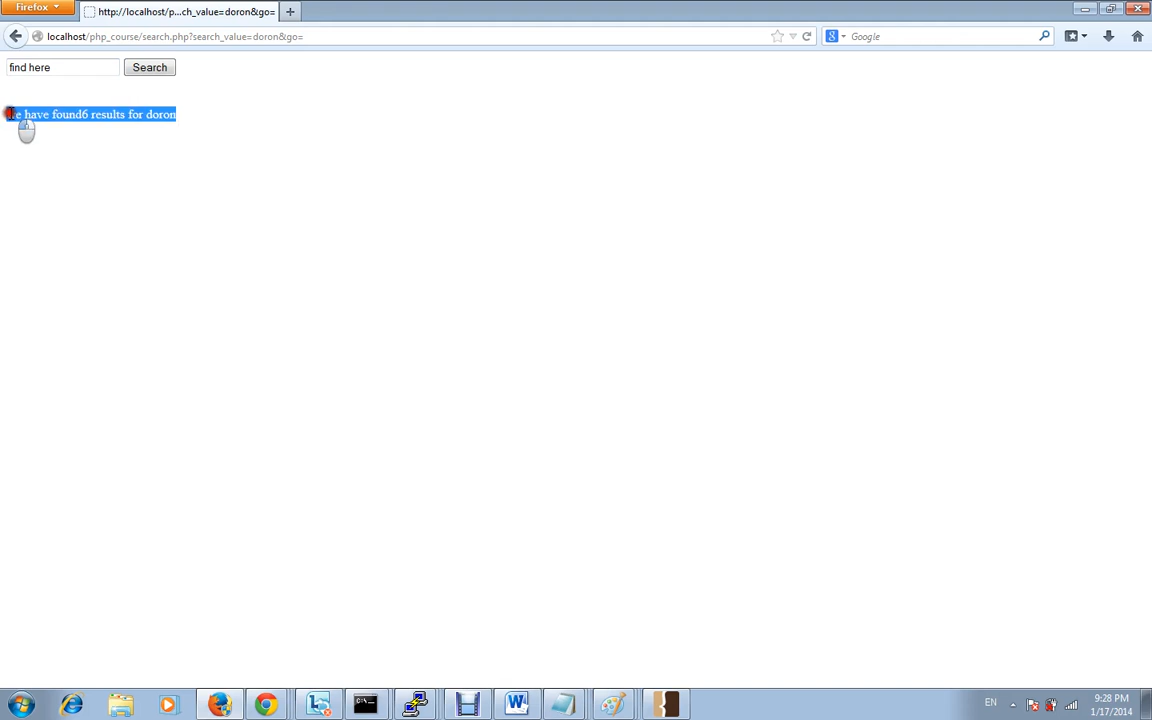 Firefox
http://localhost/p...ch_value=doron&go=
localhost/php_course/search.php?search_value=doron&go=
Google
find here
Search
e have found6 results for doron
EN
9:28 PM
1/17/2014